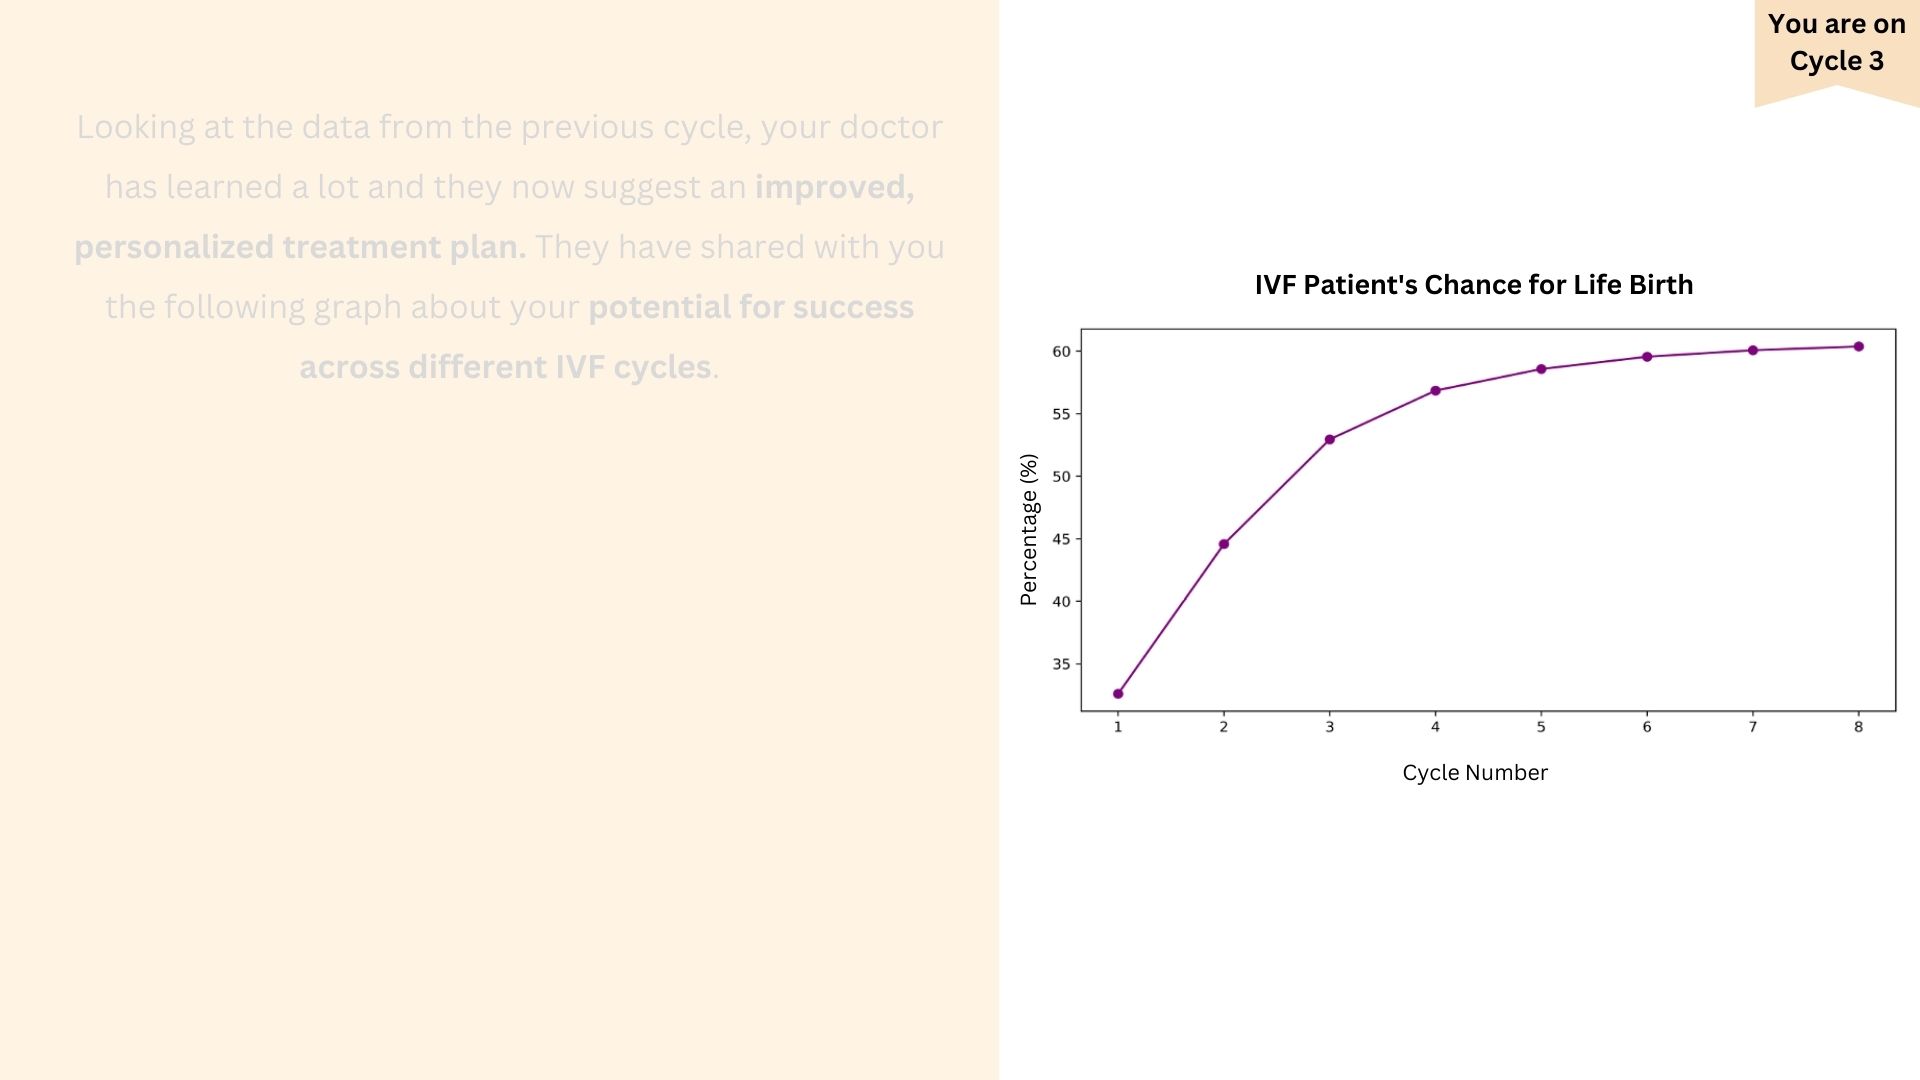 You are on
Cycle 3
Looking at the data from the previous cycle, your doctor
has learned a lot and they now suggest an improved,
personalized treatment plan. They have shared with you
the following graph about your potential for success
across different IVF cycles.
IVF Patient's Chance for Life Birth
Percentage (%)
60
55
50
45
40
35
1 2 3 4 5 6 7 8
Cycle Number